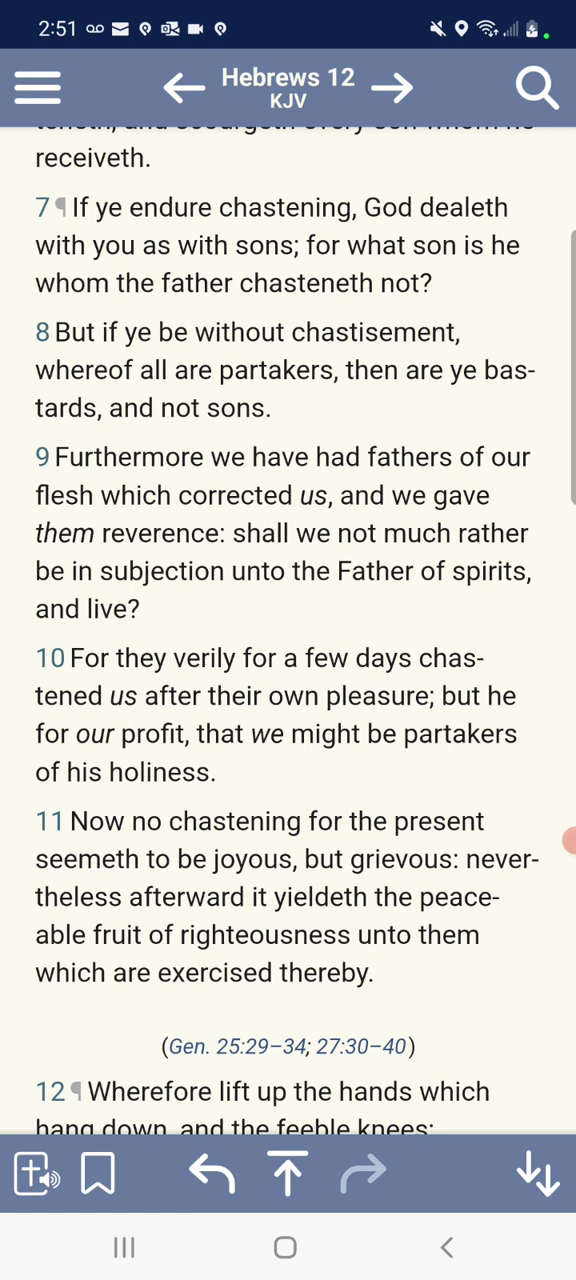 2:51
Hebrews 12
KJV
receiveth.
7 ¶ If ye endure chastening, God dealeth
with you as with sons; for what son is he
whom the father chasteneth not?
8 But if ye be without chastisement,
whereof all are partakers, then are ye bas-
tards, and not sons.
9 Furthermore we have had fathers of our
flesh which corrected us, and we gave
them reverence: shall we not much rather
be in subjection unto the Father of spirits,
and live?
10 For they verily for a few days chas-
tened us after their own pleasure; but he
for our profit, that we might be partakers
of his holiness.
11 Now no chastening for the present
seemeth to be joyous, but grievous: never-
theless afterward it yieldeth the peace-
able fruit of righteousness unto them
which are exercised thereby.
(Gen. 25:29–34; 27:30–40)
12 ¶ Wherefore lift up the hands which
hang down, and the feeble knees;